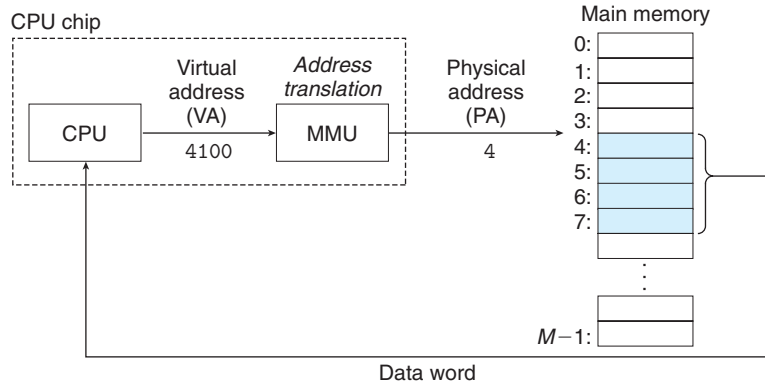 CPU chip
Main memory
Virtual
address
(VA)
Address
translation
Physical
address
(PA)
CPU
MMU
4100
4
0:
1:
2:
3:
4:
5:
6:
7:
M−1:
Data word